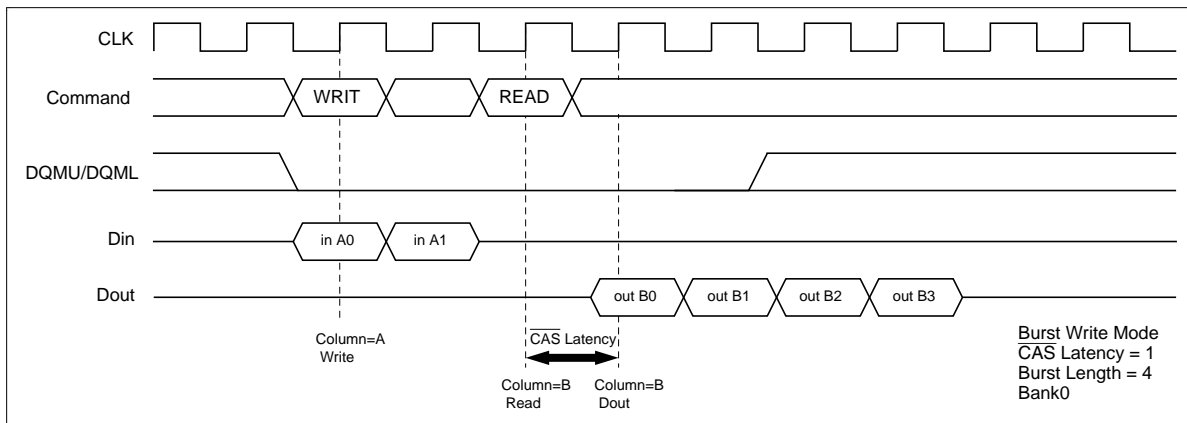 CLK
Command
WRIT
READ
DQMU/DQML
Din
in A0
in A1
Dout
out B0
out B1
out B2
out B3
Column=A
Write
CAS Latency
Column=B
Read
Column=B
Dout
Burst Write Mode
CAS Latency = 1
Burst Length = 4
Bank0